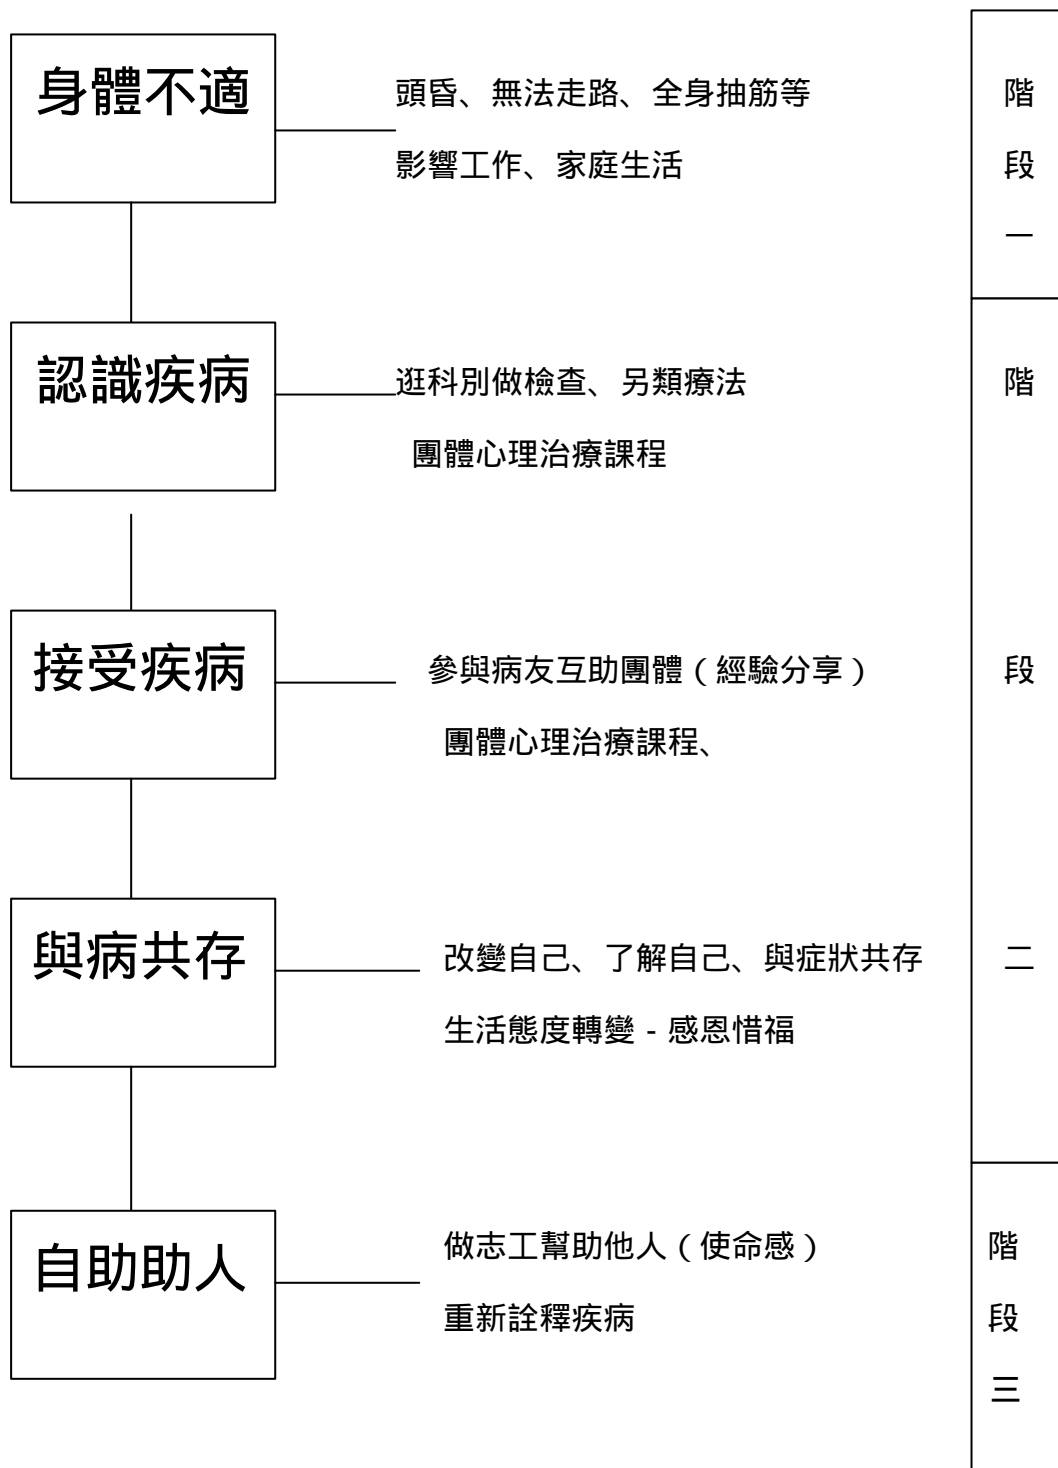 身體不適
頭昏、無法走路、全身抽筋等
影響工作、家庭生活
階
段
一
認識疾病
逛科別做檢查、另類療法
團體心理治療課程
接受疾病
參與病友互助團體（經驗分享）
團體心理治療課程、
與病共存
改變自己、了解自己、與症狀共存
生活態度轉變－感恩惜福
階
段
二
自助助人
做志工幫助他人（使命感）
重新詮釋疾病
階
段
三